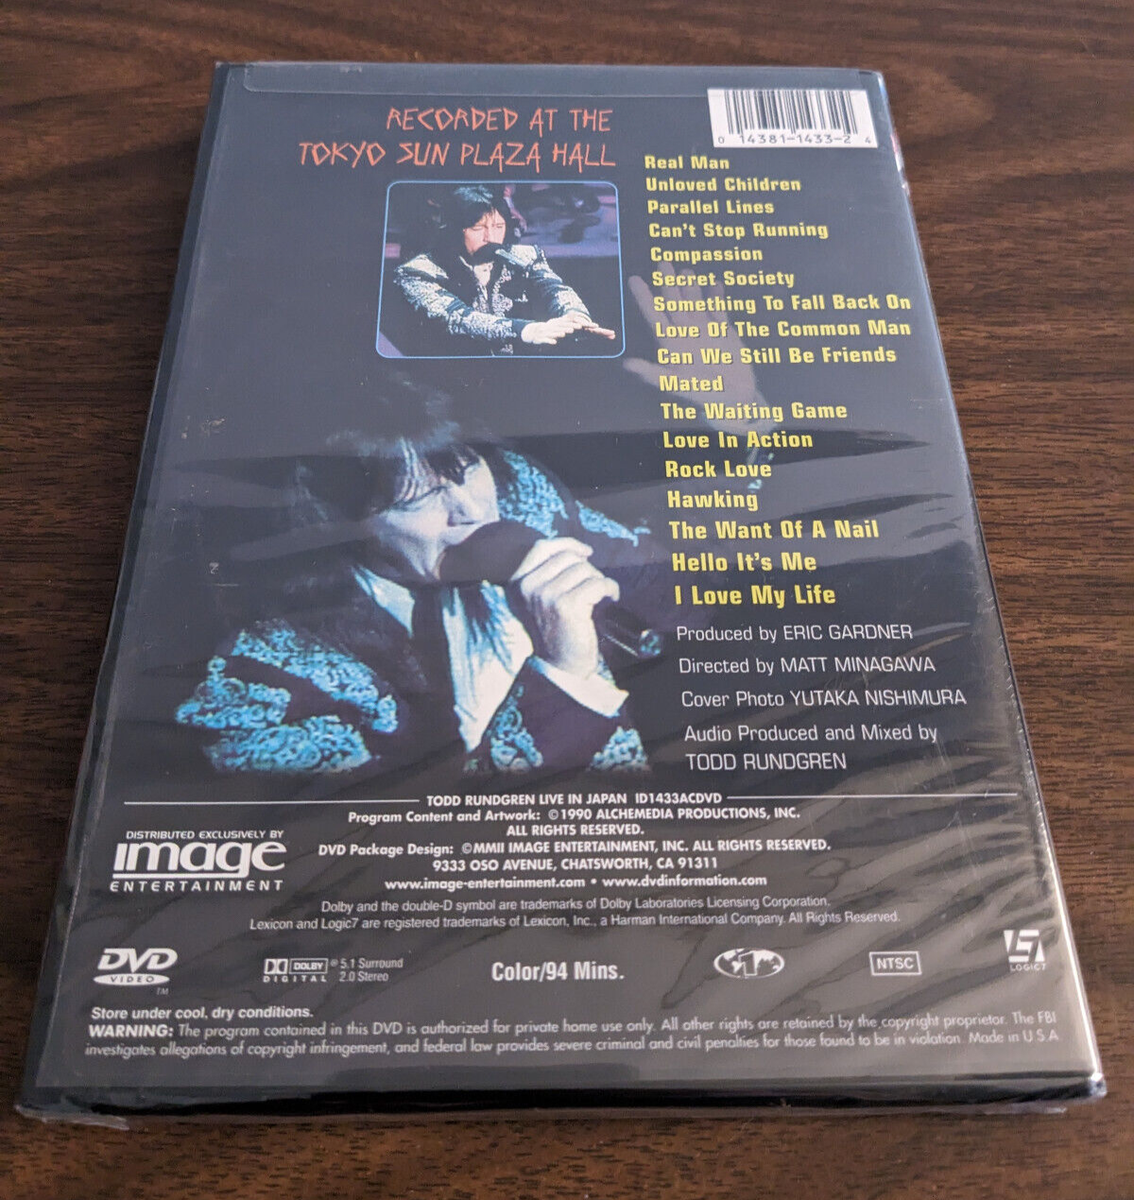 RECORDED AT THE
TOKYO SUN PLAZA HALL
0 14381-1433-2 4
Real Man
Unloved Children
Parallel Lines
Can't Stop Running
Compassion
Secret Society
Something To Fall Back On
Love Of The Common Man
Can We Still Be Friends
Mated
The Waiting Game
Love In Action
Rock Love
Hawking
The Want Of A Nail
Hello It's Me
I Love My Life
Produced by ERIC GARDNER
Directed by MATT MINAGAWA
Cover Photo YUTAKA NISHIMURA
Audio Produced and Mixed by
TODD RUNDGREN
TODD RUNDGREN LIVE IN JAPAN ID1433ACDVD
Program Content and Artwork: ©1990 ALCHEMEDIA PRODUCTIONS, INC.
ALL RIGHTS RESERVED.
DVD Package Design: ©MMII IMAGE ENTERTAINMENT, INC. ALL RIGHTS RESERVED.
9333 OSO AVENUE, CHATSWORTH, CA 91311
www.image-entertainment.com • www.dvdinformation.com
DISTRIBUTED EXCLUSIVELY BY
image
ENTERTAINMENT
Dolby and the double-D symbol are trademarks of Dolby Laboratories Licensing Corporation.
Lexicon and Logic7 are registered trademarks of Lexicon, Inc., a Harman International Company. All Rights Reserved.
DVD
VIDEO
TM
DOLBY
DIGITAL
® 5.1 Surround
2.0 Stereo
Color/94 Mins.
1
NTSC
L7
LOGIC7
Store under cool, dry conditions.
WARNING: The program contained in this DVD is authorized for private home use only. All other rights are retained by the copyright proprietor. The FBI
investigates allegations of copyright infringement, and federal law provides severe criminal and civil penalties for those found to be in violation. Made in U S A